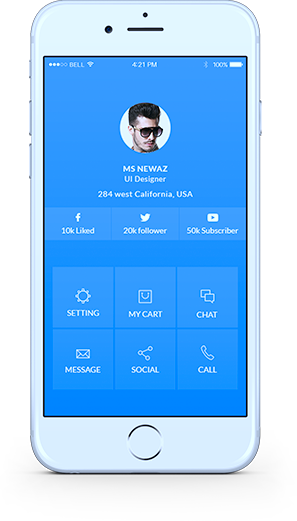 BELL 4:21 PM 100%
MS NEWAZ
UI Designer
284 west California, USA
10k Liked 20k follower 50k Subscriber
SETTING MY CART CHAT
MESSAGE SOCIAL CALL